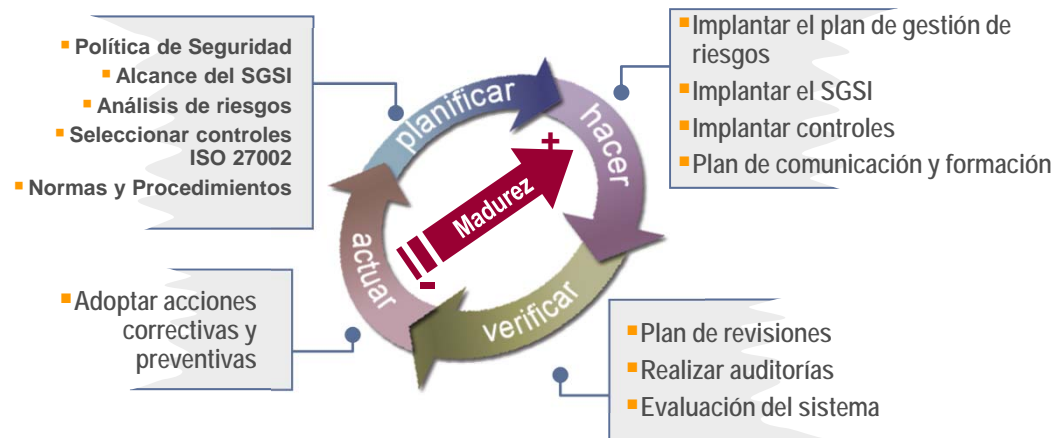 ▪Política de Seguridad
▪Alcance del SGSI
▪Análisis de riesgos
▪Seleccionar controles
ISO 27002
▪Normas y Procedimientos
planificar
hacer
verificar
actuar
+
Madurez
-
▪Implantar el plan de gestión de
riesgos
▪Implantar el SGSI
▪Implantar controles
▪Plan de comunicación y formación
▪Adoptar acciones
correctivas y
preventivas
▪Plan de revisiones
▪Realizar auditorías
▪Evaluación del sistema